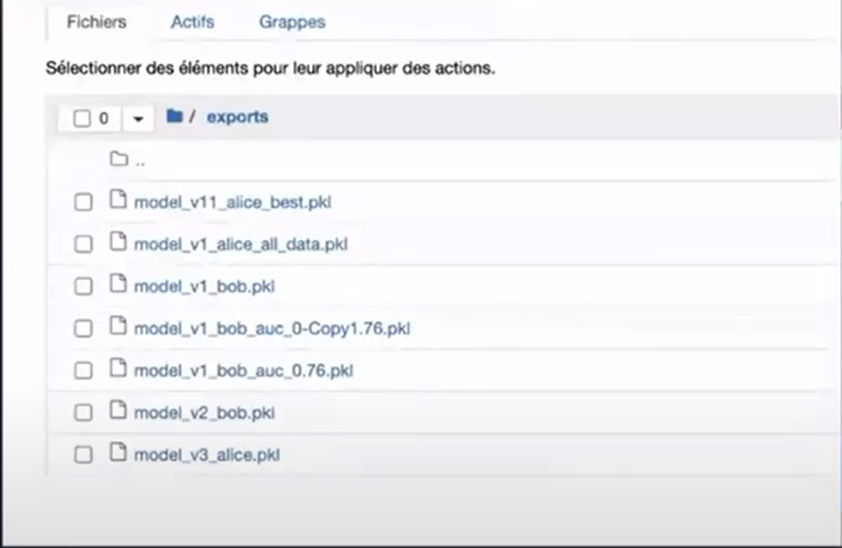 Fichiers Actifs Grappes
Sélectionner des éléments pour leur appliquer des actions.
0 / exports
..
model_v11_alice_best.pkl
model_v1_alice_all_data.pkl
model_v1_bob.pkl
model_v1_bob_auc_0-Copy1.76.pkl
model_v1_bob_auc_0.76.pkl
model_v2_bob.pkl
model_v3_alice.pkl